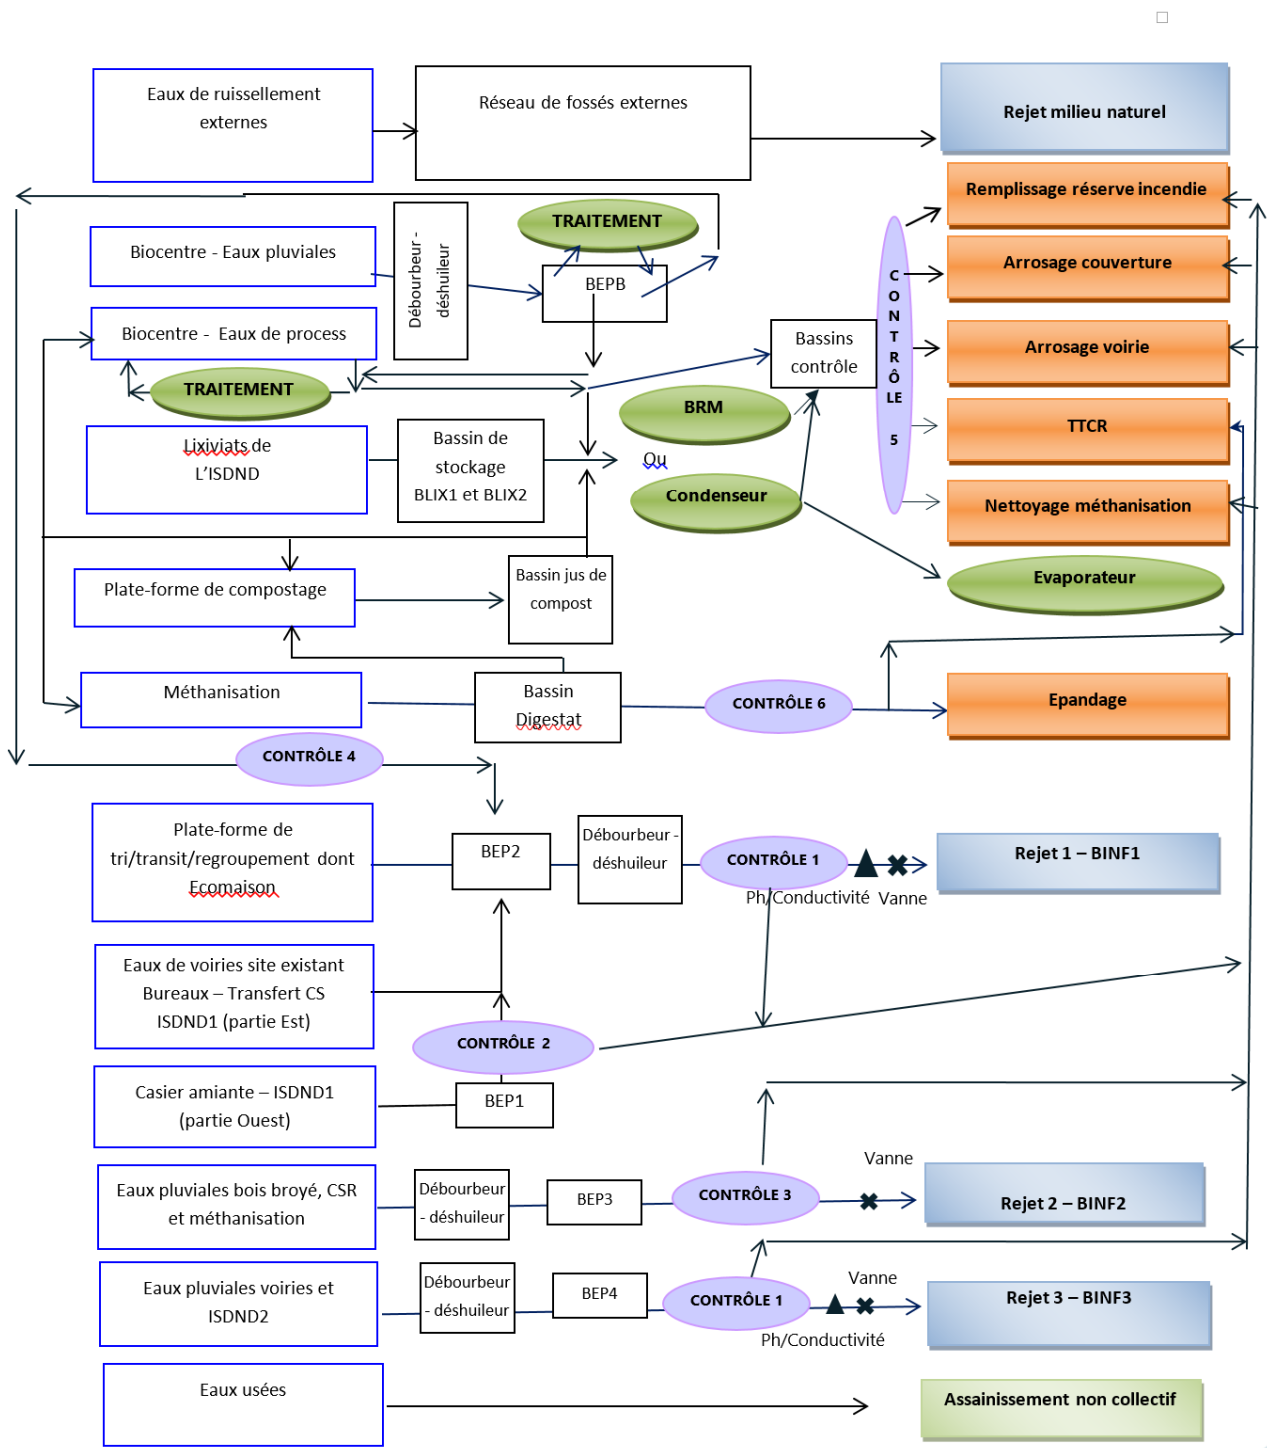 Eaux de ruissellement
externes
Réseau de fossés externes
Rejet milieu naturel
Remplissage réserve incendie
TRAITEMENT
Biocentre - Eaux pluviales
Débourbeur -
déshuileur
BEPB
Arrosage couverture
CONTRÔLE 5
Biocentre - Eaux de process
Bassins
contrôle
Arrosage voirie
TRAITEMENT
BRM
TTCR
Lixiviats de
L'ISDND
Bassin de
stockage
BLIX1 et BLIX2
Ou
Condenseur
Nettoyage méthanisation
Plate-forme de compostage
Bassin jus de
compost
Evaporateur
Méthanisation
Bassin
Digestat
CONTRÔLE 6
Epandage
CONTRÔLE 4
Plate-forme de
tri/transit/regroupement dont
Ecomaison
BEP2
Débourbeur -
déshuileur
CONTRÔLE 1
Ph/Conductivité
Vanne
Rejet 1 – BINF1
Eaux de voiries site existant
Bureaux – Transfert CS
ISDND1 (partie Est)
CONTRÔLE 2
Casier amiante – ISDND1
(partie Ouest)
BEP1
Eaux pluviales bois broyé, CSR
et méthanisation
Débourbeur
- déshuileur
BEP3
CONTRÔLE 3
Vanne
Rejet 2 – BINF2
Eaux pluviales voiries et
ISDND2
Débourbeur
- déshuileur
BEP4
CONTRÔLE 1
Vanne
Ph/Conductivité
Rejet 3 – BINF3
Eaux usées
Assainissement non collectif